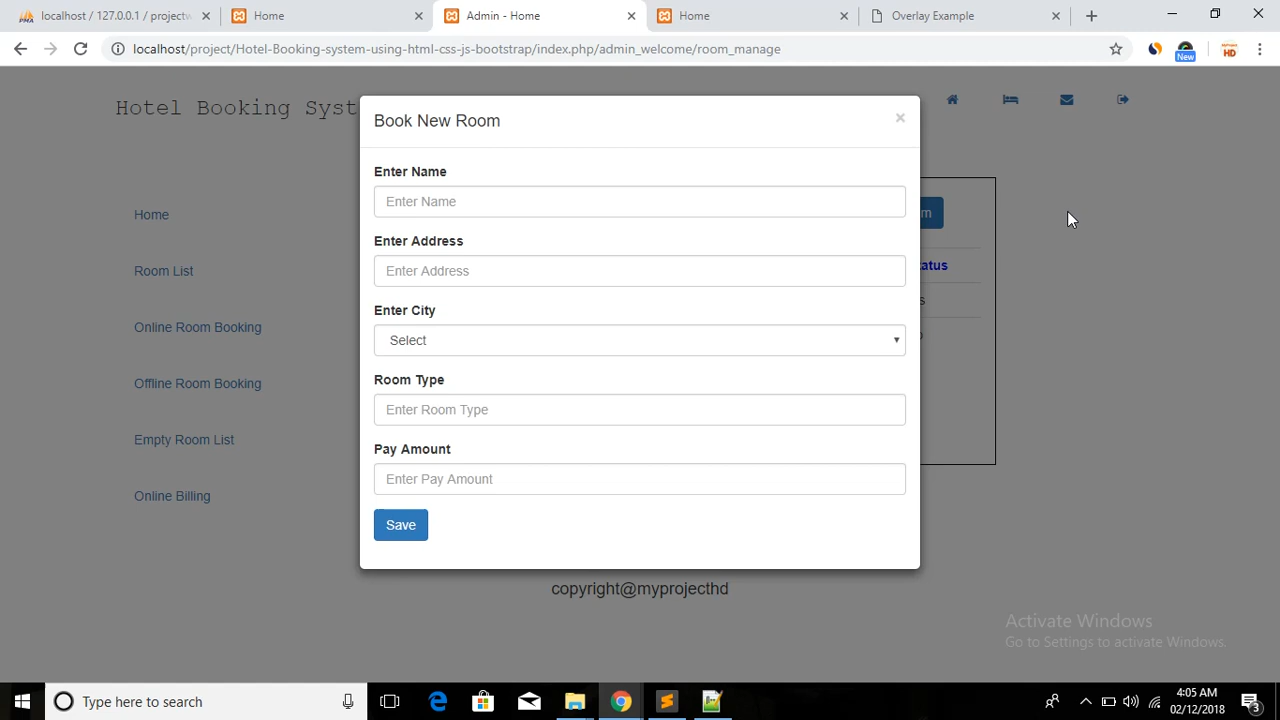 localhost / 127.0.0.1 / projectw
Home
Admin - Home
Home
Overlay Example
localhost/project/Hotel-Booking-system-using-html-css-js-bootstrap/index.php/admin_welcome/room_manage
New
HD
Hotel Booking Syst
Book New Room
×
Enter Name
Enter Name
Home
m
Enter Address
Enter Address
Room List
atus
s
Enter City
Select
Online Room Booking
Room Type
Enter Room Type
Offline Room Booking
Empty Room List
Pay Amount
Enter Pay Amount
Online Billing
Save
copyright@myprojecthd
Activate Windows
Go to Settings to activate Windows.
Type here to search
4:05 AM
02/12/2018
3